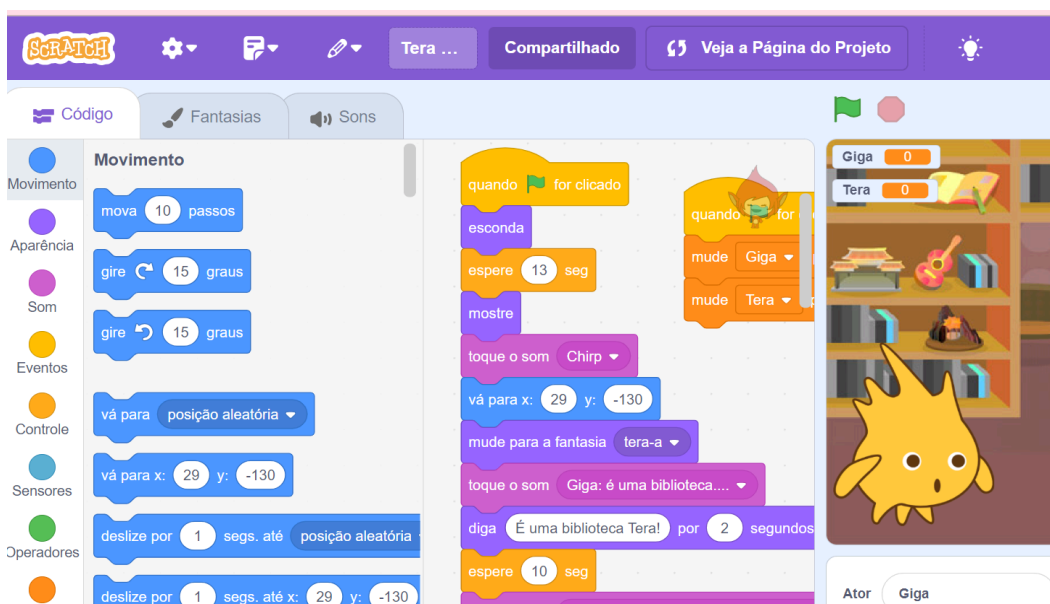 SCRATCH
Tera ...
Compartilhado
Veja a Página do Projeto
Código
Fantasias
Sons
Movimento
Aparência
Som
Eventos
Controle
Sensores
Operadores
Movimento
mova 10 passos
gire 15 graus
gire 15 graus
vá para posição aleatória
vá para x: 29 y: -130
deslize por 1 segs. até posição aleatória
deslize por 1 segs. até x: 29 y: -130
quando for clicado
esconda
espere 13 seg
mostre
toque o som Chirp
vá para x: 29 y: -130
mude para a fantasia tera-a
toque o som Giga: é uma biblioteca....
diga É uma biblioteca Tera! por 2 segundos
espere 10 seg
quando for
mude Giga
mude Tera
Giga 0
Tera 0
Ator Giga